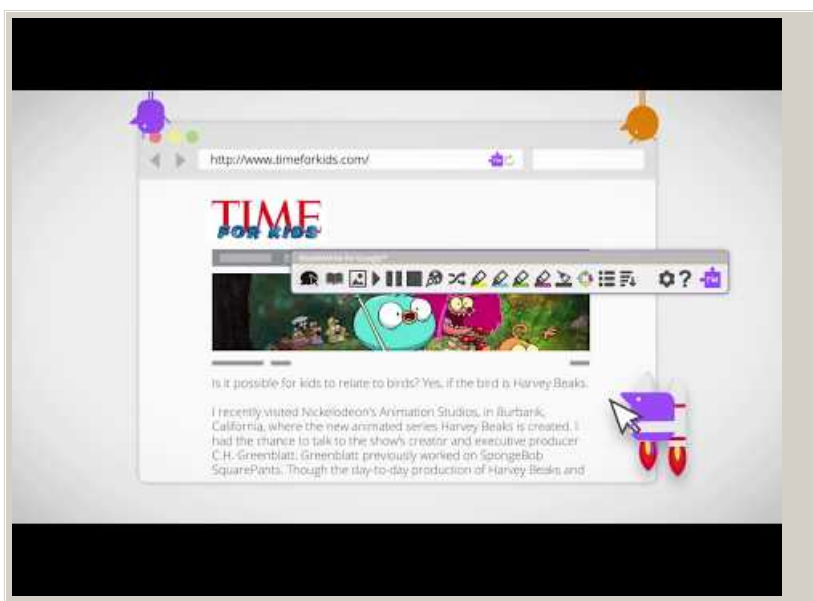 http://www.timeforkids.com/
TIME
FOR KIDS
Is it possible for kids to relate to birds? Yes, if the bird is Harvey Beaks.
I recently visited Nickelodeon's Animation Studios, in Burbank,
California, where the new animated series Harvey Beaks is created. I
had the chance to talk to the show's creator and executive producer
C.H. Greenblatt. Greenblatt previously worked on SpongeBob
SquarePants. Though the day-to-day production of Harvey Beaks and